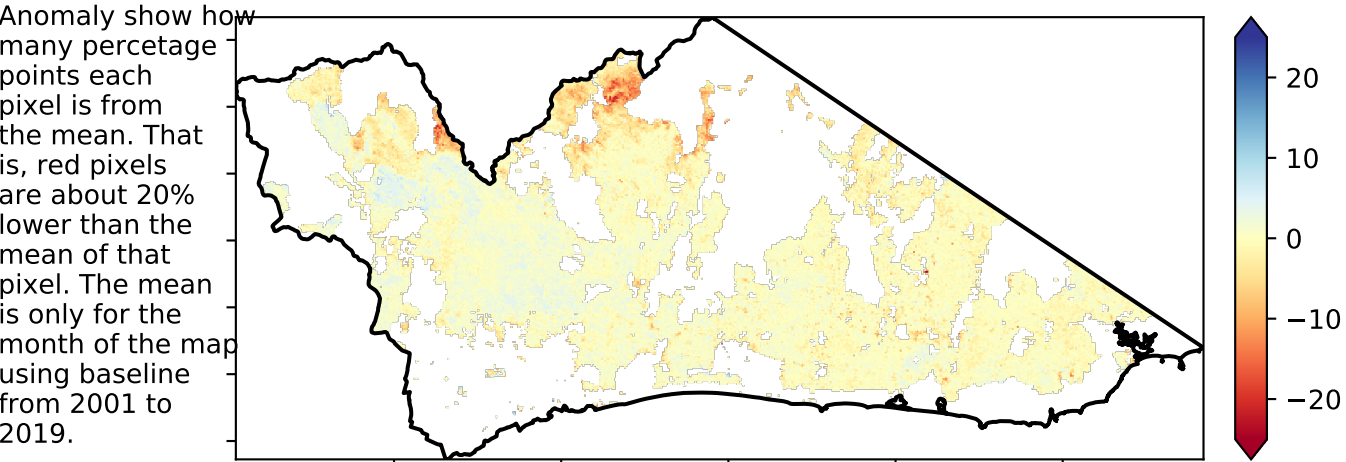 Anomaly show how
many percetage
points each
pixel is from
the mean. That
is, red pixels
are about 20%
lower than the
mean of that
pixel. The mean
is only for the
month of the map
using baseline
from 2001 to
2019.
20
10
0
−10
−20